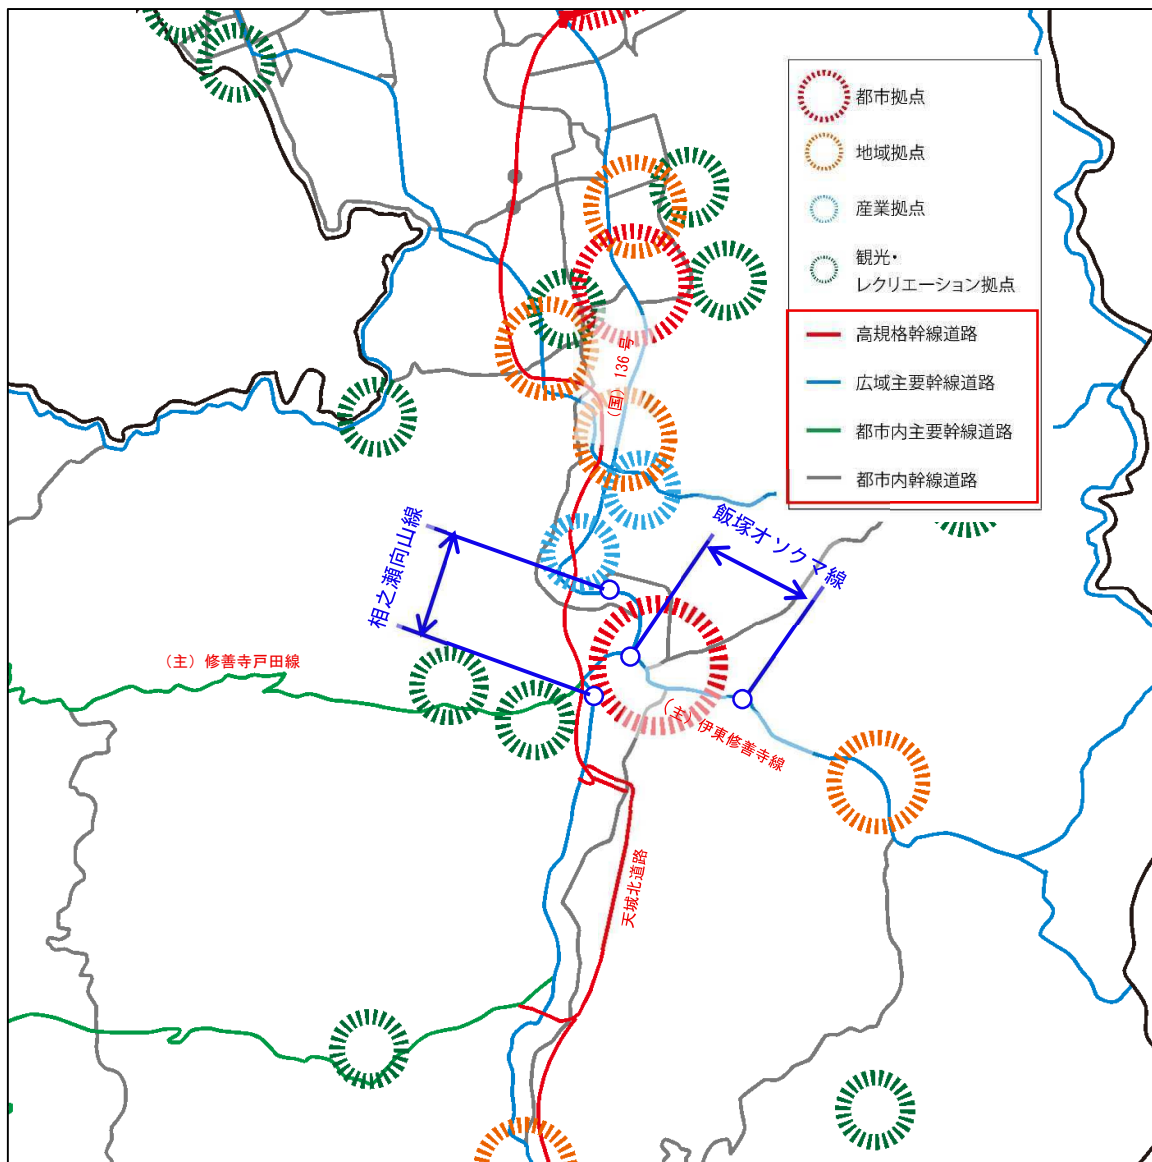 都市拠点
地域拠点
産業拠点
観光・
レクリエーション拠点
高規格幹線道路
広域主要幹線道路
都市内主要幹線道路
都市内幹線道路
（国）136号
相之瀬向山線
飯塚オソクマ線
（主）修善寺戸田線
（主）伊東修善寺線
天城北道路